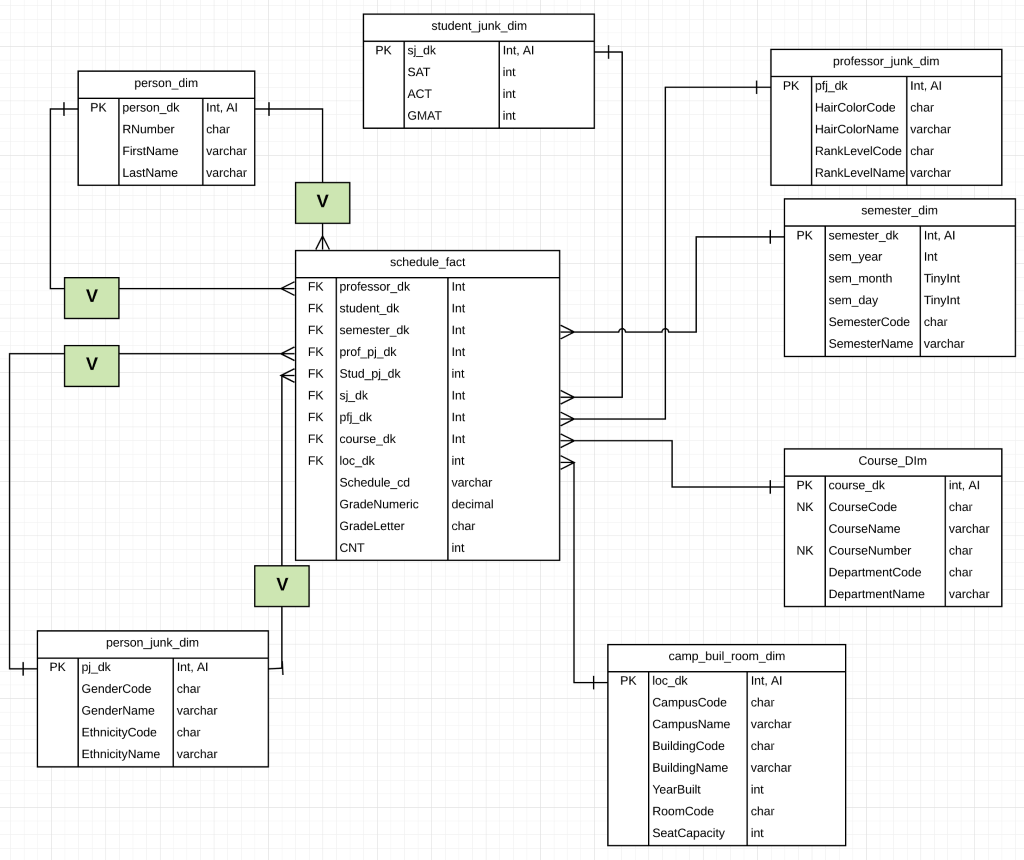 student_junk_dim
PK sj_dk Int, AI
SAT int
ACT int
GMAT int
professor_junk_dim
PK pfj_dk Int, AI
HairColorCode char
HairColorName varchar
RankLevelCode char
RankLevelName varchar
person_dim
PK person_dk Int, AI
RNumber char
FirstName varchar
LastName varchar
V
semester_dim
PK semester_dk Int, AI
sem_year Int
sem_month TinyInt
sem_day TinyInt
SemesterCode char
SemesterName varchar
V
V
schedule_fact
FK professor_dk Int
FK student_dk Int
FK semester_dk Int
FK prof_pj_dk Int
FK Stud_pj_dk int
FK sj_dk Int
FK pfj_dk Int
FK course_dk Int
FK loc_dk int
Schedule_cd varchar
GradeNumeric decimal
GradeLetter char
CNT int
Course_DIm
PK course_dk int, AI
NK CourseCode char
CourseName varchar
NK CourseNumber char
DepartmentCode char
DepartmentName varchar
V
person_junk_dim
PK pj_dk Int, AI
GenderCode char
GenderName varchar
EthnicityCode char
EthnicityName varchar
camp_buil_room_dim
PK loc_dk Int, AI
CampusCode char
CampusName varchar
BuildingCode char
BuildingName varchar
YearBuilt int
RoomCode char
SeatCapacity int